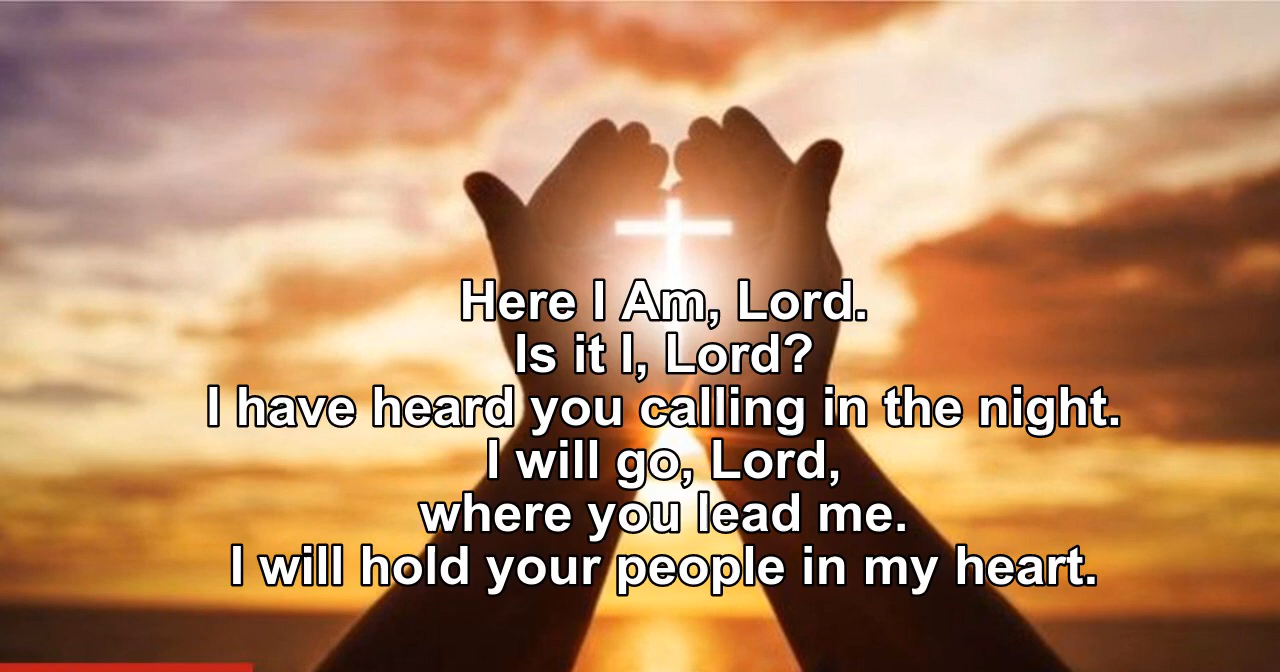 Here I Am, Lord.
Is it I, Lord?
I have heard you calling in the night.
I will go, Lord,
where you lead me.
I will hold your people in my heart.